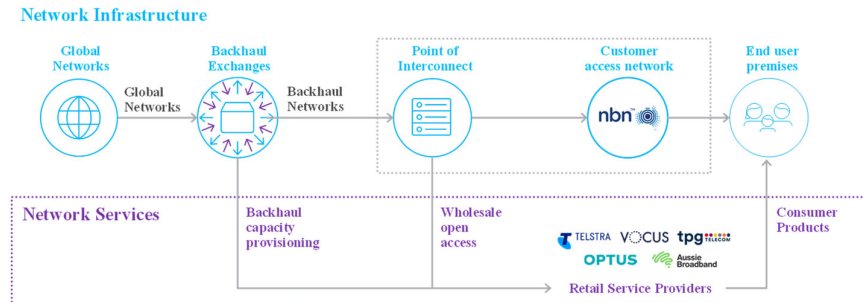 Network Infrastructure
Global
Networks
Backhaul
Exchanges
Point of
Interconnect
Customer
access network
End user
premises
Global
Networks
Backhaul
Networks
nbn™
Network Services
Backhaul
capacity
provisioning
Wholesale
open
access
Consumer
Products
TELSTRA
VOCUS
tpg
TELECOM
OPTUS
Aussie
Broadband
Retail Service Providers